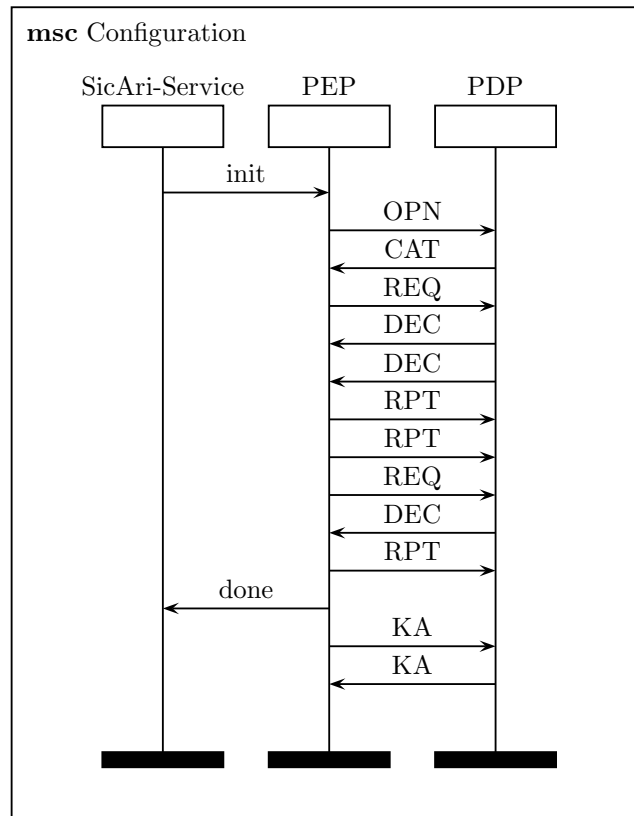 msc Configuration
SicAri-Service PEP PDP
init
OPN
CAT
REQ
DEC
DEC
RPT
RPT
REQ
DEC
RPT
done
KA
KA